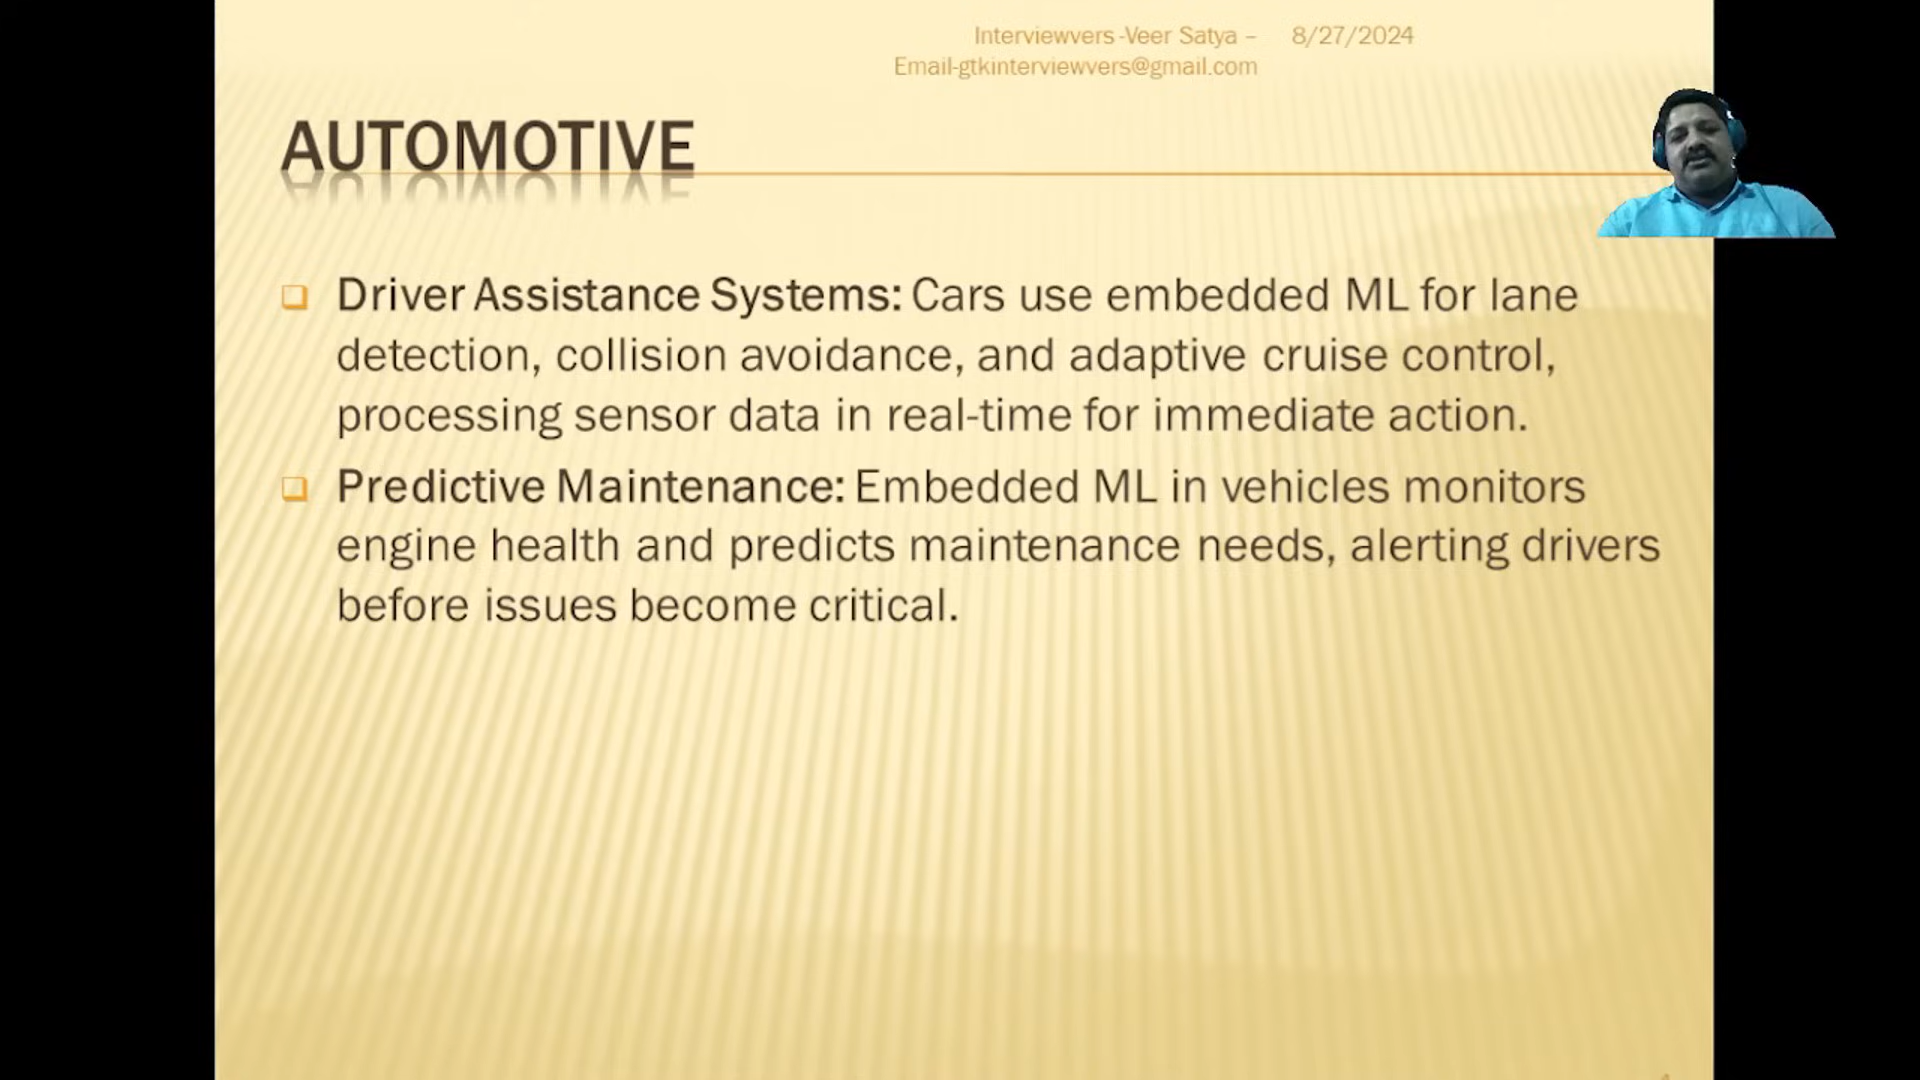 Interviewvers -Veer Satya – 8/27/2024
Email-gtkinterviewvers@gmail.com
AUTOMOTIVE
Driver Assistance Systems: Cars use embedded ML for lane
detection, collision avoidance, and adaptive cruise control,
processing sensor data in real-time for immediate action.
Predictive Maintenance: Embedded ML in vehicles monitors
engine health and predicts maintenance needs, alerting drivers
before issues become critical.